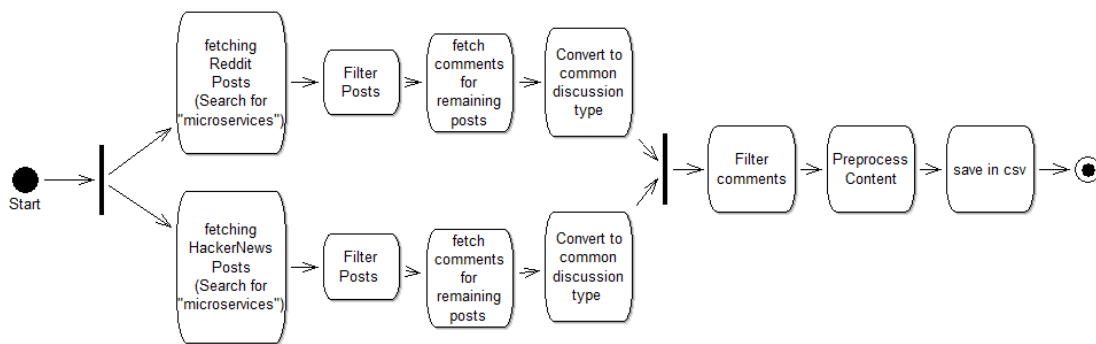 Start
fetching
Reddit
Posts
(Search for
"microservices")
Filter
Posts
fetch
comments
for
remaining
posts
Convert to
common
discussion
type
fetching
HackerNews
Posts
(Search for
"microservices")
Filter
Posts
fetch
comments
for
remaining
posts
Convert to
common
discussion
type
Filter
comments
Preprocess
Content
save in csv